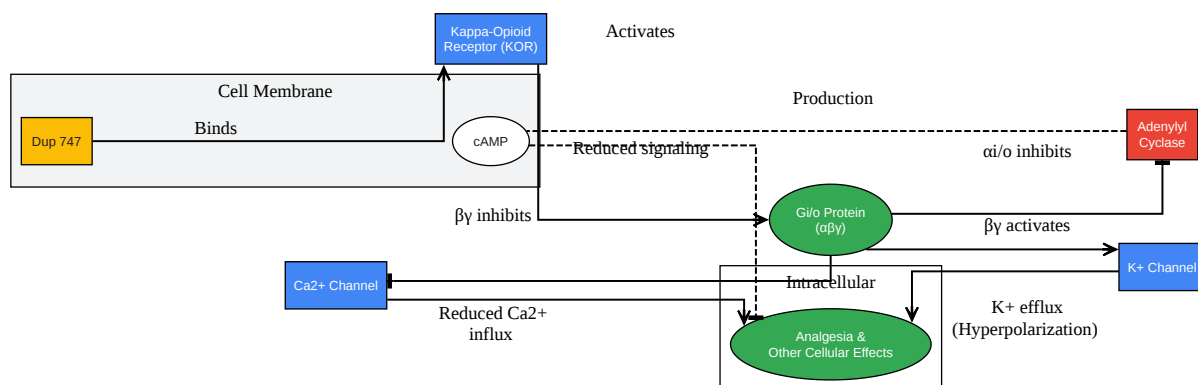 Kappa-Opioid
Receptor (KOR)
Activates
Cell Membrane
Production
Binds
Dup 747
cAMP
Reduced signaling
Adenylyl
Cyclase
αi/o inhibits
βγ inhibits
Gi/o Protein
(αβγ)
βγ activates
Ca2+ Channel
Intracellular
K+ Channel
Reduced Ca2+
influx
K+ efflux
(Hyperpolarization)
Analgesia &
Other Cellular Effects